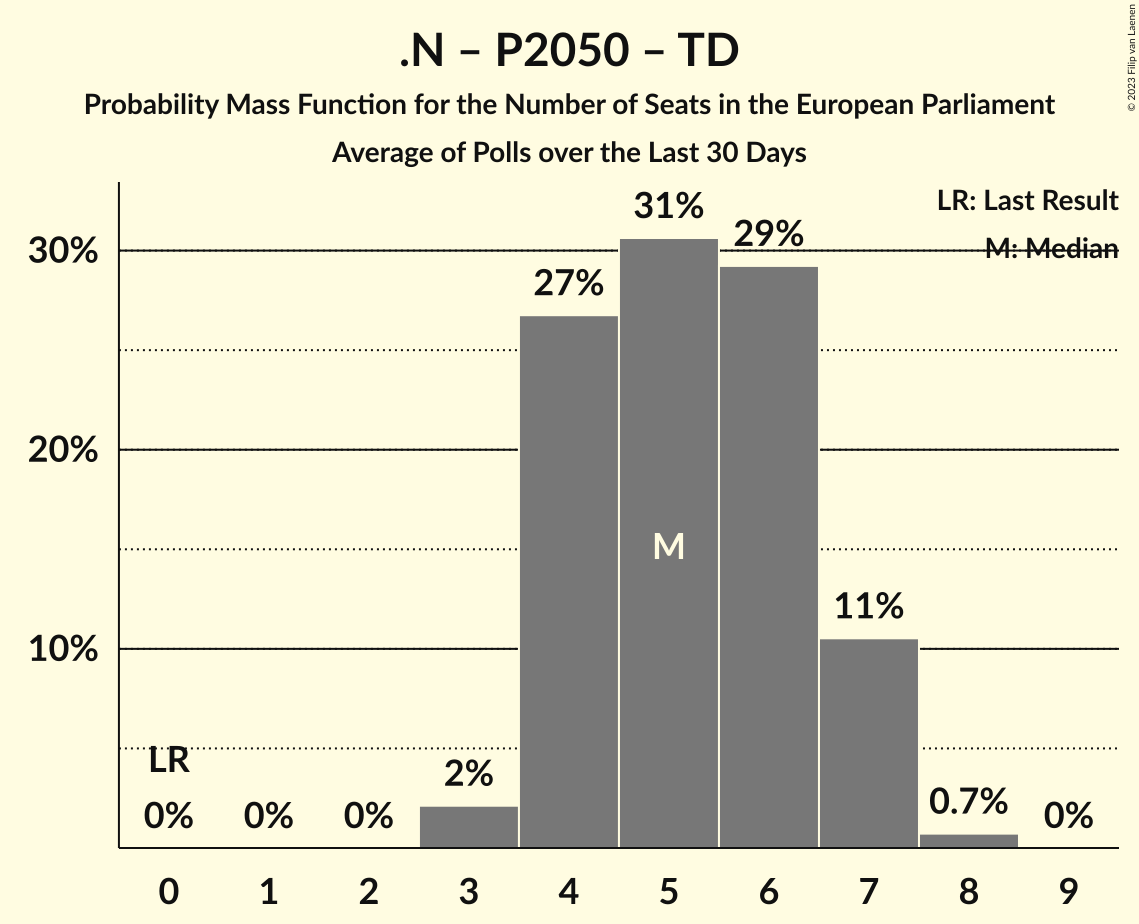 .N – P2050 – TD
Probability Mass Function for the Number of Seats in the European Parliament
Average of Polls over the Last 30 Days
© 2023 Filip van Laenen
LR: Last Result
M: Median
30%
20%
10%
31%
29%
27%
M
11%
LR
2%
0.7%
0%
0%
0%
0%
0 1 2 3 4 5 6 7 8 9